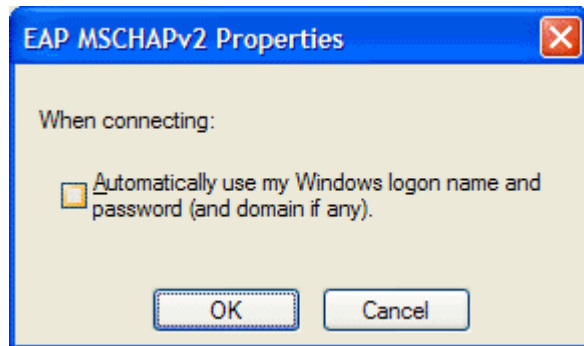 EAP MSCHAPv2 Properties
When connecting:
Automatically use my Windows logon name and
password (and domain if any).
OK Cancel